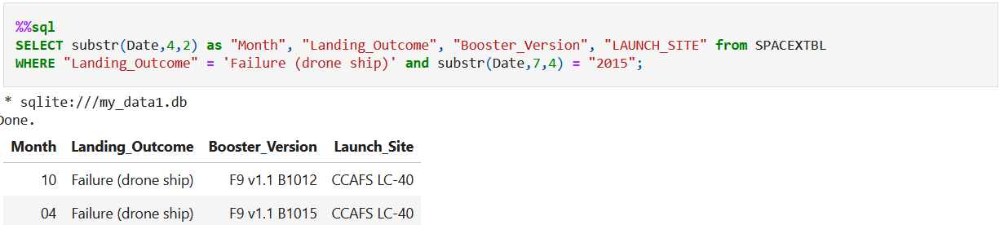 %%sql
SELECT substr(Date,4,2) as "Month", "Landing_Outcome", "Booster_Version", "LAUNCH_SITE" from SPACEXTBL
WHERE "Landing_Outcome" = 'Failure (drone ship)' and substr(Date,7,4) = "2015";
* sqlite:///my_data1.db
Done.
Month Landing_Outcome Booster_Version Launch_Site
10 Failure (drone ship) F9 v1.1 B1012 CCAFS LC-40
04 Failure (drone ship) F9 v1.1 B1015 CCAFS LC-40